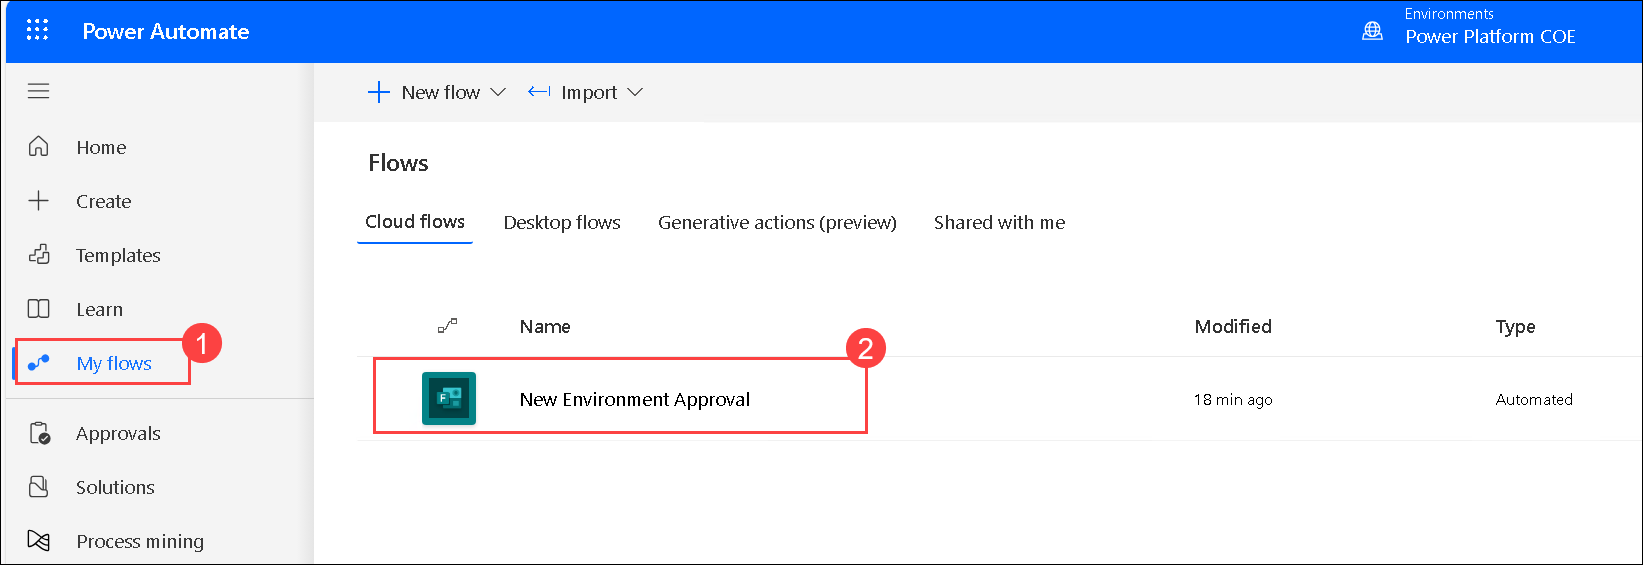 Power Automate
Environments
Power Platform COE
New flow
Import
Home
Create
Templates
Learn
1
My flows
Approvals
Solutions
Process mining
Flows
Cloud flows
Desktop flows
Generative actions (preview)
Shared with me
Name
Modified
Type
2
F
New Environment Approval
18 min ago
Automated